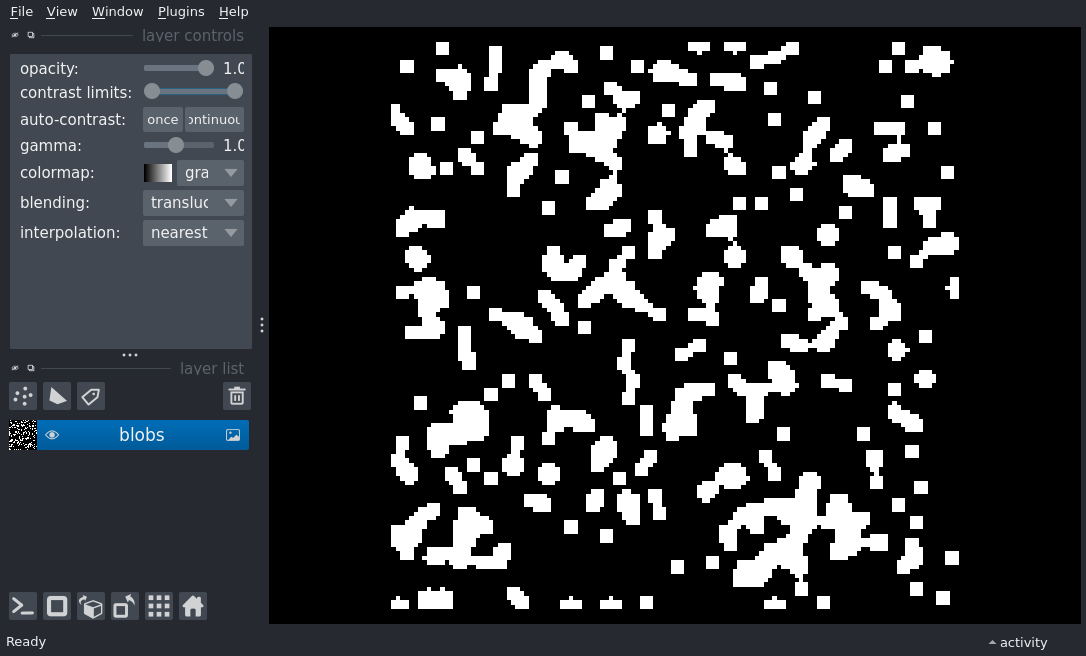 File View Window Plugins Help
layer controls
opacity: 1.0
contrast limits:
auto-contrast: once ontinuou
gamma: 1.0
colormap: gra
blending: transluc
interpolation: nearest
layer list
blobs
Ready
activity